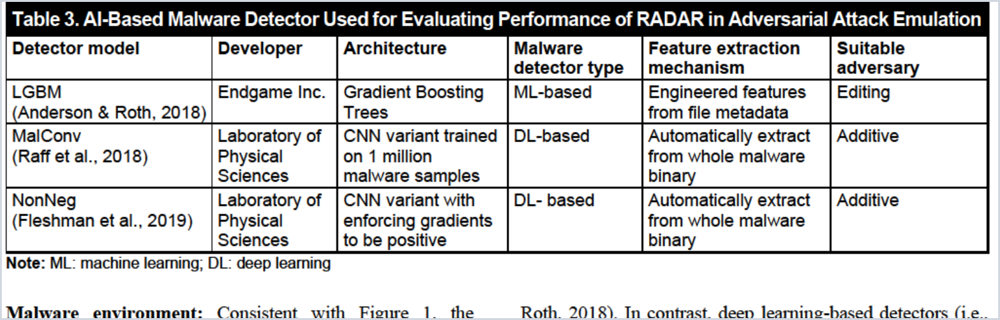 Table 3. AI-Based Malware Detector Used for Evaluating Performance of RADAR in Adversarial Attack Emulation
Detector model Developer Architecture Malware detector type Feature extraction mechanism Suitable adversary
LGBM (Anderson & Roth, 2018) Endgame Inc. Gradient Boosting Trees ML-based Engineered features from file metadata Editing
MalConv (Raff et al., 2018) Laboratory of Physical Sciences CNN variant trained on 1 million malware samples DL-based Automatically extract from whole malware binary Additive
NonNeg (Fleshman et al., 2019) Laboratory of Physical Sciences CNN variant with enforcing gradients to be positive DL- based Automatically extract from whole malware binary Additive
Note: ML: machine learning; DL: deep learning
Malware environment: Consistent with Figure 1, the
Roth, 2018). In contrast, deep learning-based detectors (i.e.,